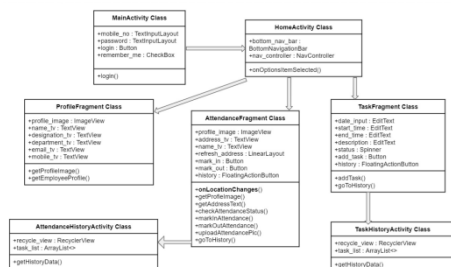 MainActivity Class
+mobile_no : TextInputLayout
+password : TextInputLayout
+login : Button
+remember_me : CheckBox
+login()
HomeActivity Class
+bottom_nav_bar :
BottomNavigationBar
+nav_controller : NavController
+onOptionsItemSelected()
ProfileFragment Class
+profile_image : ImageView
+name_tv : TextView
+designation_tv : TextView
+department_tv : TextView
+email_tv : TextView
+mobile_tv : TextView
+getProfileImage()
+getEmployeeProfile()
AttendanceFragment Class
+profile_image : ImageView
+address_tv : TextView
+name_tv : TextView
+refresh_address : LinearLayout
+mark_in : Button
+mark_out : Button
+history : FloatingActionButton
+onLocationChanges()
+getProfileImage()
+getAddressText()
+checkAttendanceStatus()
+markInAttendance()
+markOutAttendance()
+uploadAttendancePic()
+goToHistory()
TaskFragment Class
+date_input : EditText
+start_time : EditText
+end_time : EditText
+description : EditText
+status : Spinner
+add_task : Button
+history : FloatingActionButton
+addTask()
+goToHistory()
AttendanceHistoryActivity Class
+recycle_view : RecyclerView
+task_list : ArrayList<>
+getHistoryData()
TaskHistoryActivity Class
+recycle_view : RecyclerView
+task_list : ArrayList<>
+getHistoryData()